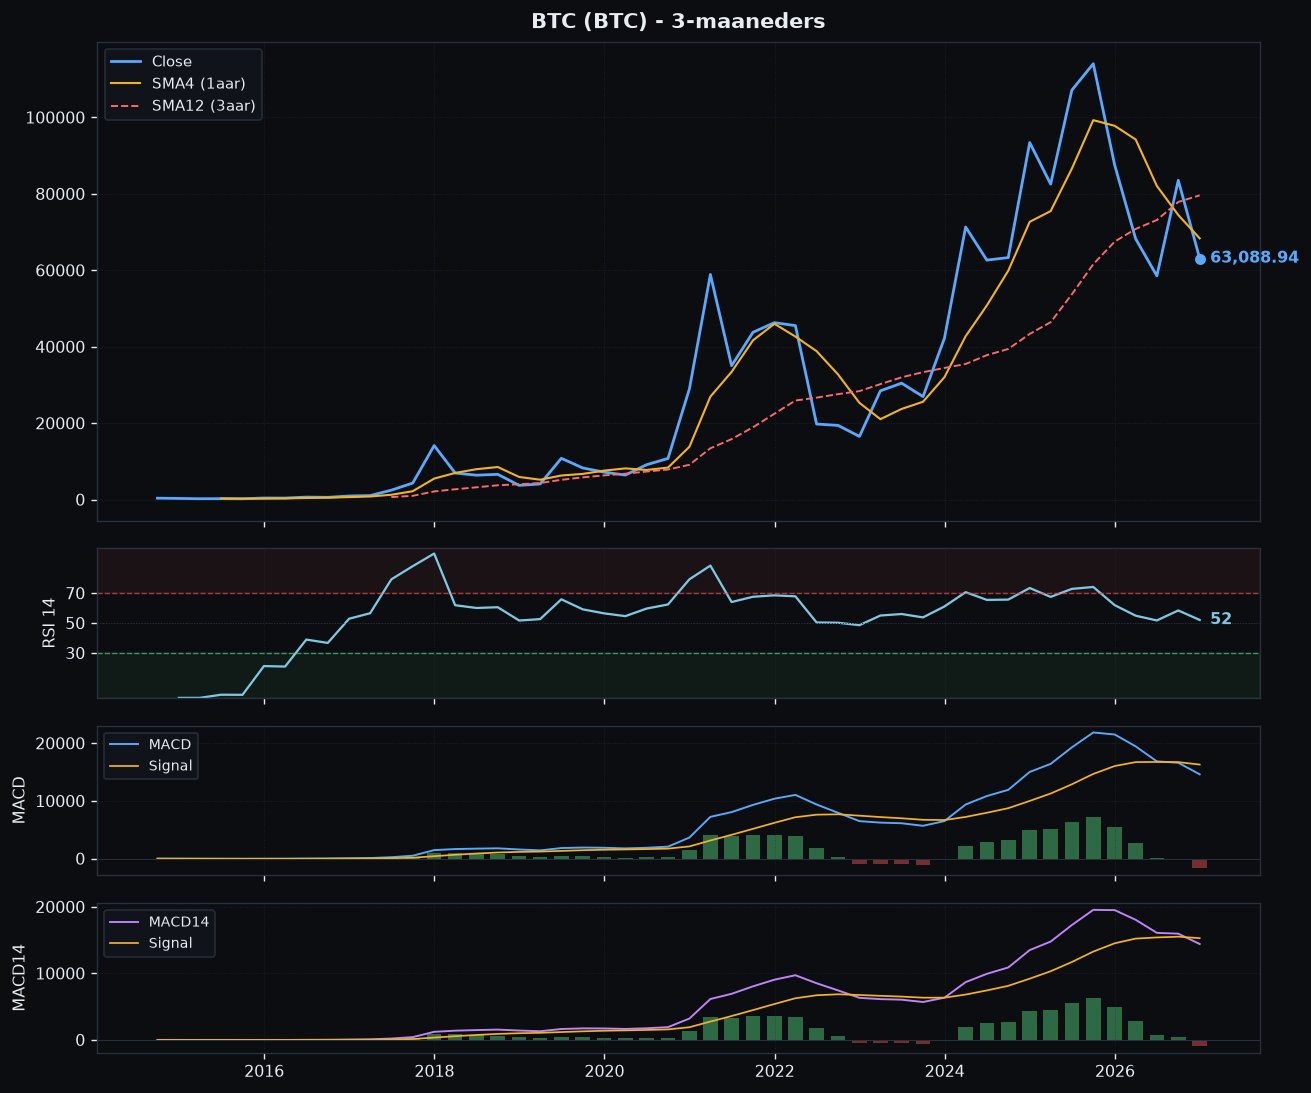 BTC (BTC) - 3-maaneders
Close
SMA4 (1aar)
SMA12 (3aar)
100000
80000
60000
40000
20000
0
63,088.94
RSI 14
70
50
30
52
MACD
MACD
Signal
20000
10000
0
MACD14
MACD14
Signal
20000
10000
0
2016
2018
2020
2022
2024
2026